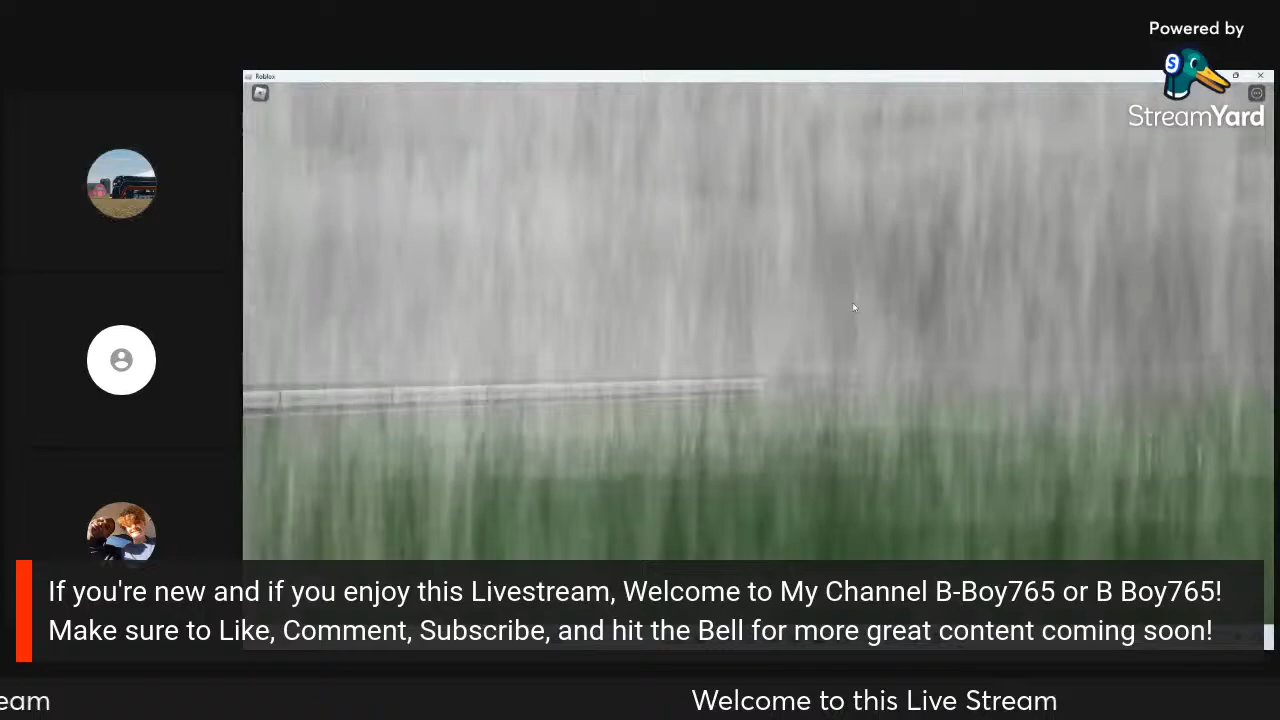 Powered by
Roblox
S
StreamYard
If you're new and if you enjoy this Livestream, Welcome to My Channel B-Boy765 or B Boy765!
Make sure to Like, Comment, Subscribe, and hit the Bell for more great content coming soon!
eam
Welcome to this Live Stream